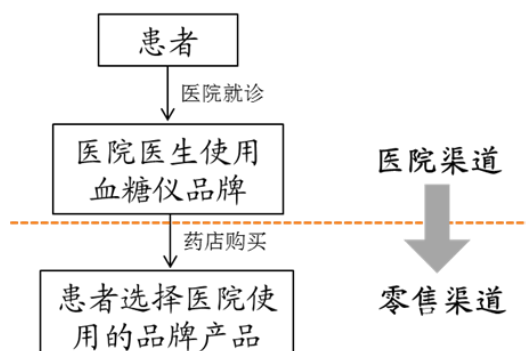 患者
医院就诊
医院医生使用
血糖仪品牌
医院渠道
药店购买
患者选择医院使
用的品牌产品
零售渠道